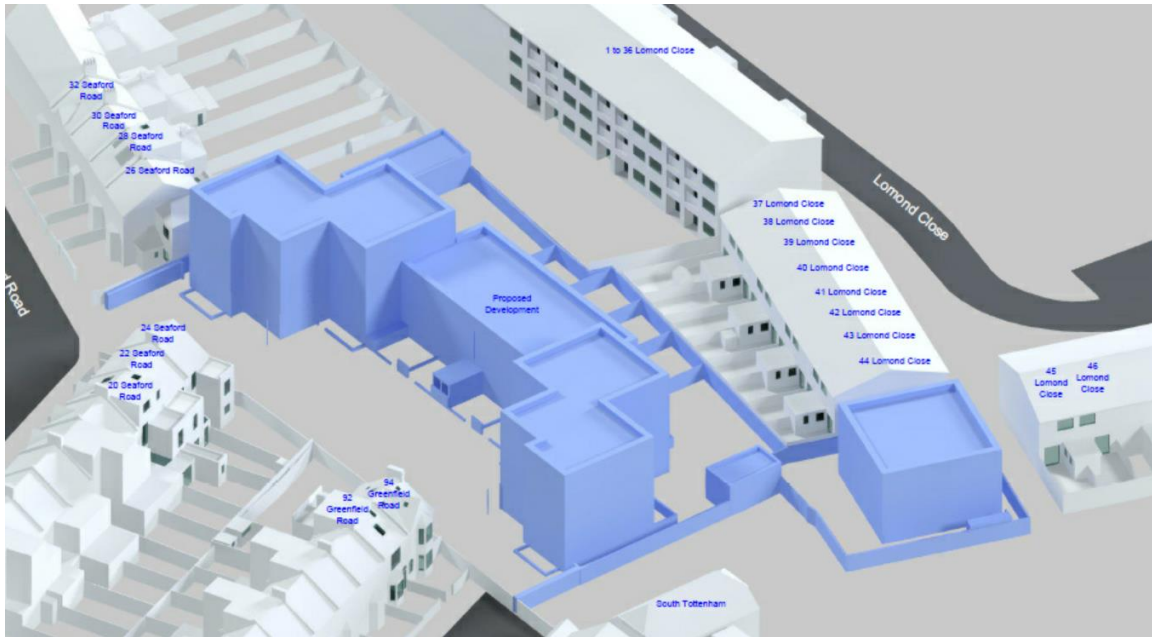 1 to 36 Lomond Close
32 Seaford
Road
30 Seaford
Road
28 Seaford
Road
26 Seaford Road
37 Lomond Close
38 Lomond Close
Lomond Close
39 Lomond Close
40 Lomond Close
41 Lomond Close
42 Lomond Close
43 Lomond Close
44 Lomond Close
Proposed
Development
Road
24 Seaford
Road
22 Seaford
Road
20 Seaford
Road
45
Lomond
Close
46
Lomond
Close
94
Greenfield
Road
92
Greenfield
Road
South Tottenham